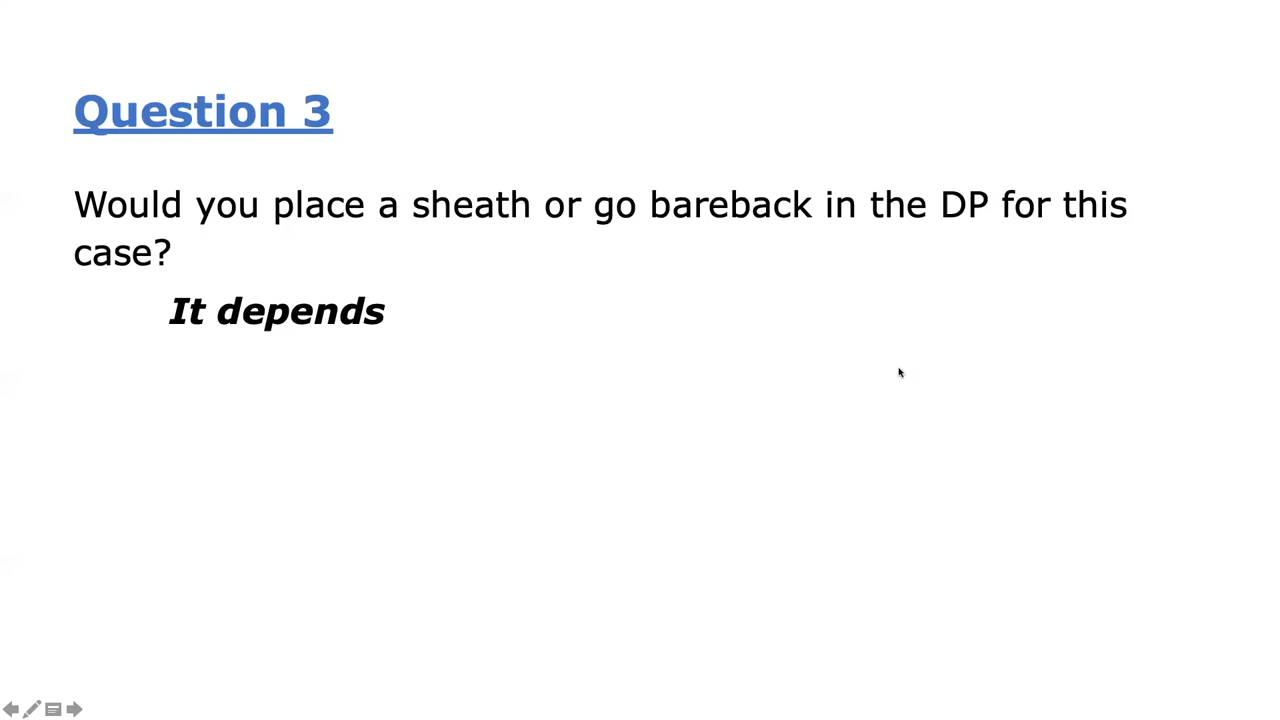 Question 3
Would you place a sheath or go bareback in the DP for this
case?
It depends